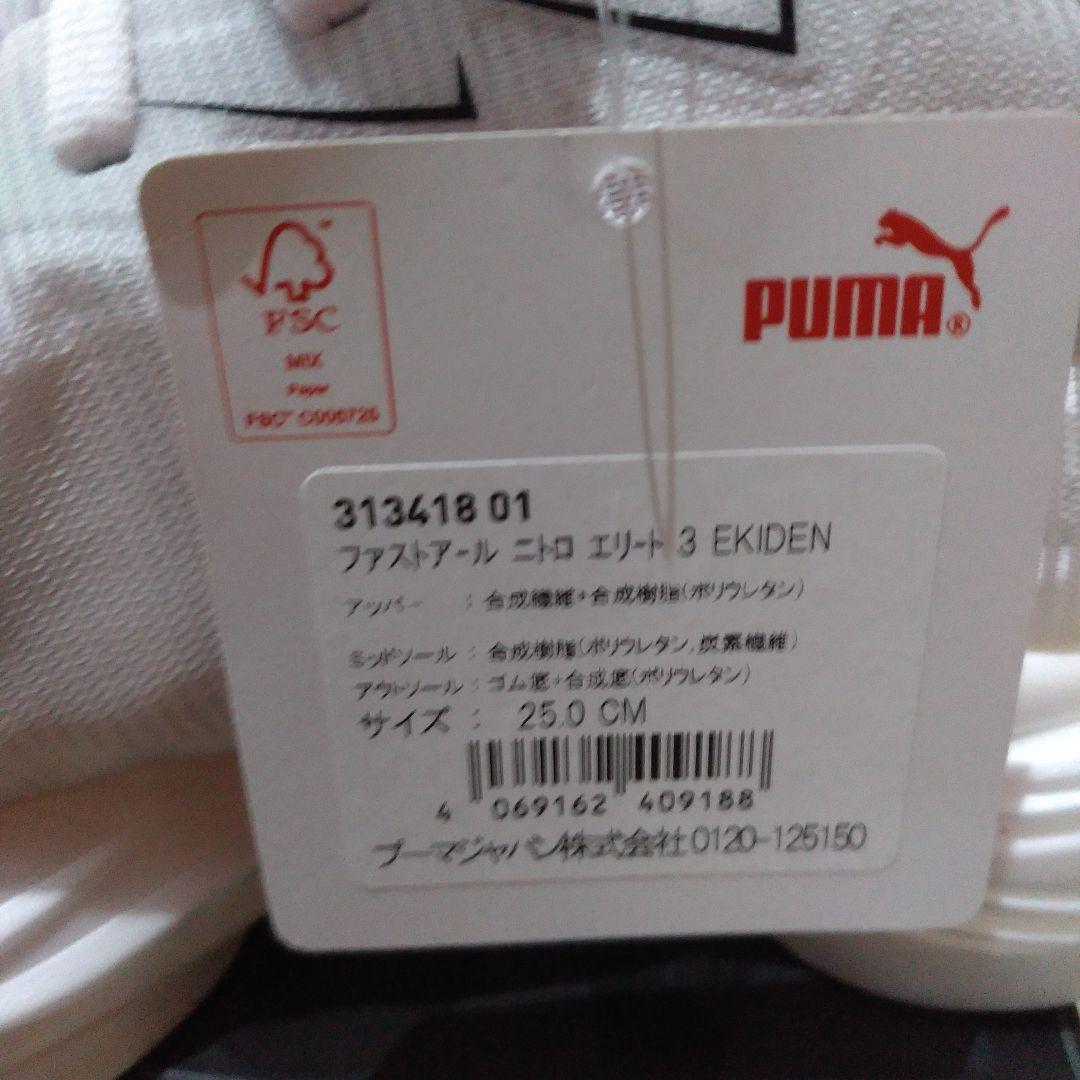 FSC
MIX
Paper
FSC™ C006725
PUMA®
313418 01
ファストアール ニトロ エリート 3 EKIDEN
アッパー : 合成繊維+合成樹脂(ポリウレタン)
ミッドソール : 合成樹脂(ポリウレタン,炭素繊維)
アウトソール : ゴム底+合成底(ポリウレタン)
サイズ : 25.0 CM
4 069162 409188
プーマジャパン株式会社 0120-125150